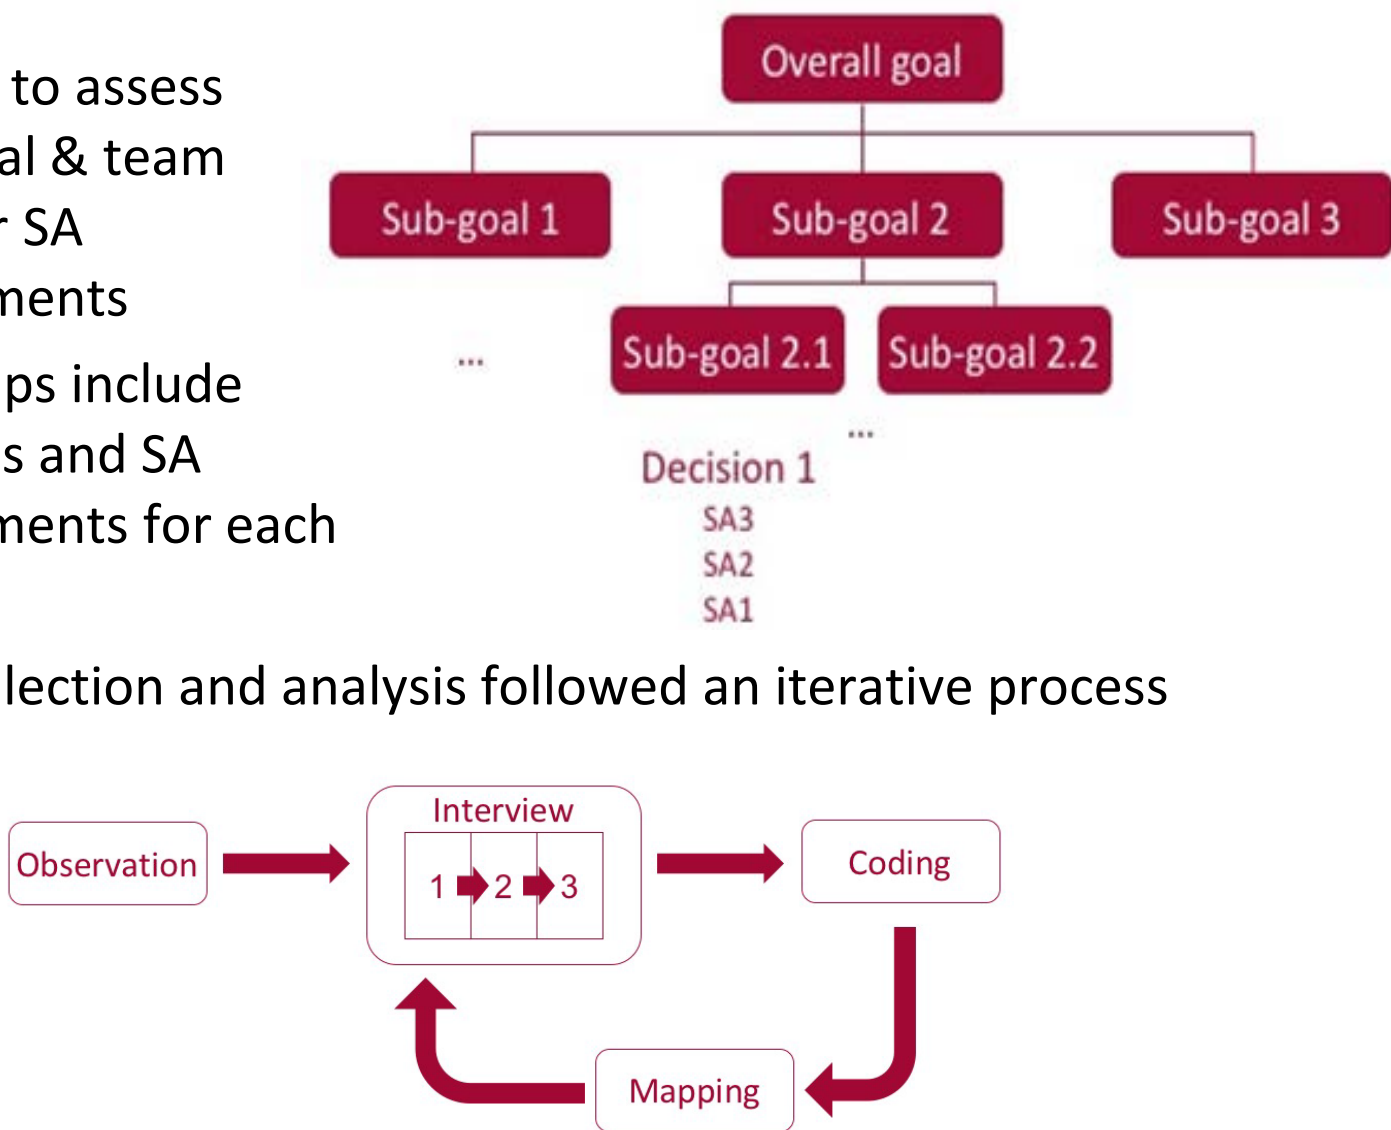 to assess
al & team
r SA
ments
ps include
s and SA
ments for each
Overall goal
Sub-goal 1
Sub-goal 2
Sub-goal 3
Sub-goal 2.1
Sub-goal 2.2
...
...
Decision 1
SA3
SA2
SA1
lection and analysis followed an iterative process
Observation
Interview
1 2 3
Coding
Mapping